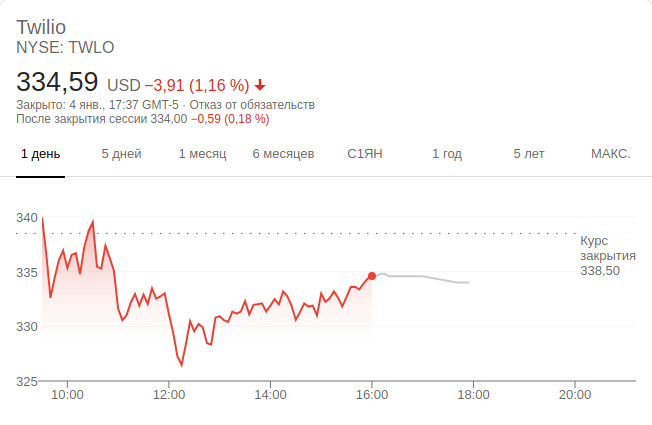 Twilio
NYSE: TWLO
334,59 USD −3,91 (1,16 %)
Закрыто: 4 янв., 17:37 GMT-5 · Отказ от обязательств
После закрытия сессии 334,00 −0,59 (0,18 %)
1 день 5 дней 1 месяц 6 месяцев С1ЯН 1 год 5 лет МАКС.
340
Курс
закрытия
338,50
335
330
325
10:00 12:00 14:00 16:00 18:00 20:00